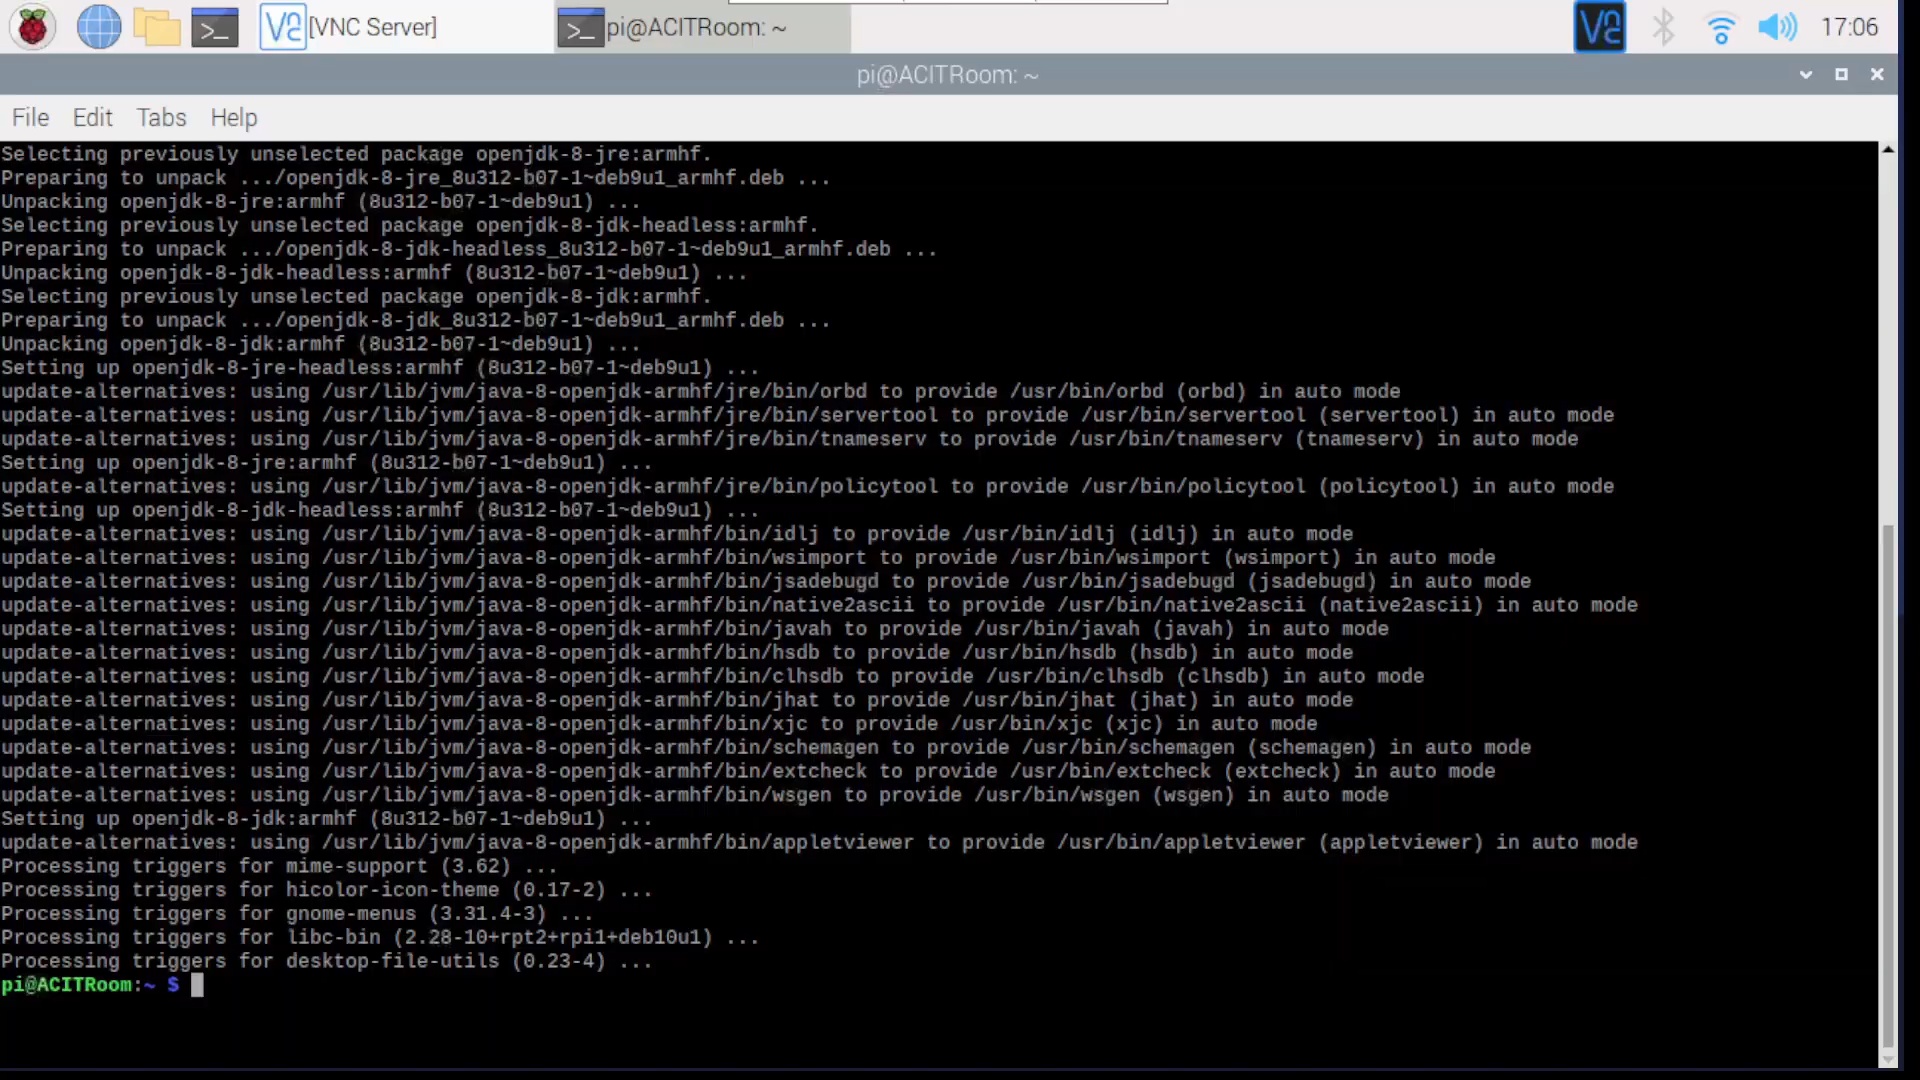 [VNC Server]
pi@ACITRoom: ~
17:06
pi@ACITRoom: ~
File Edit Tabs Help
Selecting previously unselected package openjdk-8-jre:armhf.
Preparing to unpack .../openjdk-8-jre_8u312-b07-1~deb9u1_armhf.deb ...
Unpacking openjdk-8-jre:armhf (8u312-b07-1~deb9u1) ...
Selecting previously unselected package openjdk-8-jdk-headless:armhf.
Preparing to unpack .../openjdk-8-jdk-headless_8u312-b07-1~deb9u1_armhf.deb ...
Unpacking openjdk-8-jdk-headless:armhf (8u312-b07-1~deb9u1) ...
Selecting previously unselected package openjdk-8-jdk:armhf.
Preparing to unpack .../openjdk-8-jdk_8u312-b07-1~deb9u1_armhf.deb ...
Unpacking openjdk-8-jdk:armhf (8u312-b07-1~deb9u1) ...
Setting up openjdk-8-jre-headless:armhf (8u312-b07-1~deb9u1) ...
update-alternatives: using /usr/lib/jvm/java-8-openjdk-armhf/jre/bin/orbd to provide /usr/bin/orbd (orbd) in auto mode
update-alternatives: using /usr/lib/jvm/java-8-openjdk-armhf/jre/bin/servertool to provide /usr/bin/servertool (servertool) in auto mode
update-alternatives: using /usr/lib/jvm/java-8-openjdk-armhf/jre/bin/tnameserv to provide /usr/bin/tnameserv (tnameserv) in auto mode
Setting up openjdk-8-jre:armhf (8u312-b07-1~deb9u1) ...
update-alternatives: using /usr/lib/jvm/java-8-openjdk-armhf/jre/bin/policytool to provide /usr/bin/policytool (policytool) in auto mode
Setting up openjdk-8-jdk-headless:armhf (8u312-b07-1~deb9u1) ...
update-alternatives: using /usr/lib/jvm/java-8-openjdk-armhf/bin/idlj to provide /usr/bin/idlj (idlj) in auto mode
update-alternatives: using /usr/lib/jvm/java-8-openjdk-armhf/bin/wsimport to provide /usr/bin/wsimport (wsimport) in auto mode
update-alternatives: using /usr/lib/jvm/java-8-openjdk-armhf/bin/jsadebugd to provide /usr/bin/jsadebugd (jsadebugd) in auto mode
update-alternatives: using /usr/lib/jvm/java-8-openjdk-armhf/bin/native2ascii to provide /usr/bin/native2ascii (native2ascii) in auto mode
update-alternatives: using /usr/lib/jvm/java-8-openjdk-armhf/bin/javah to provide /usr/bin/javah (javah) in auto mode
update-alternatives: using /usr/lib/jvm/java-8-openjdk-armhf/bin/hsdb to provide /usr/bin/hsdb (hsdb) in auto mode
update-alternatives: using /usr/lib/jvm/java-8-openjdk-armhf/bin/clhsdb to provide /usr/bin/clhsdb (clhsdb) in auto mode
update-alternatives: using /usr/lib/jvm/java-8-openjdk-armhf/bin/jhat to provide /usr/bin/jhat (jhat) in auto mode
update-alternatives: using /usr/lib/jvm/java-8-openjdk-armhf/bin/xjc to provide /usr/bin/xjc (xjc) in auto mode
update-alternatives: using /usr/lib/jvm/java-8-openjdk-armhf/bin/schemagen to provide /usr/bin/schemagen (schemagen) in auto mode
update-alternatives: using /usr/lib/jvm/java-8-openjdk-armhf/bin/extcheck to provide /usr/bin/extcheck (extcheck) in auto mode
update-alternatives: using /usr/lib/jvm/java-8-openjdk-armhf/bin/wsgen to provide /usr/bin/wsgen (wsgen) in auto mode
Setting up openjdk-8-jdk:armhf (8u312-b07-1~deb9u1) ...
update-alternatives: using /usr/lib/jvm/java-8-openjdk-armhf/bin/appletviewer to provide /usr/bin/appletviewer (appletviewer) in auto mode
Processing triggers for mime-support (3.62) ...
Processing triggers for hicolor-icon-theme (0.17-2) ...
Processing triggers for gnome-menus (3.31.4-3) ...
Processing triggers for libc-bin (2.28-10+rpt2+rpi1+deb10u1) ...
Processing triggers for desktop-file-utils (0.23-4) ...
pi@ACITRoom:~ $